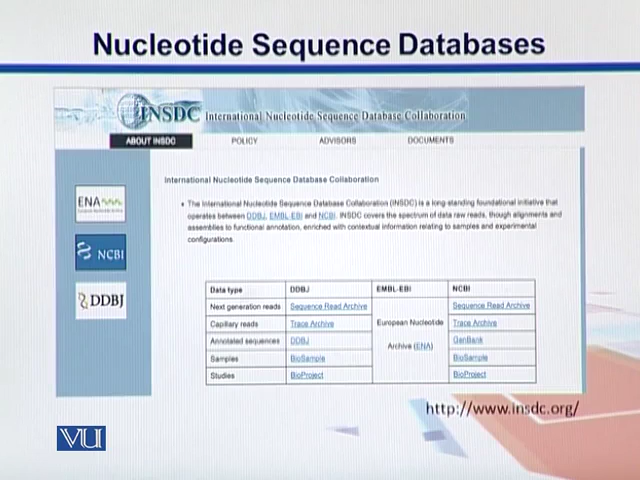 Nucleotide Sequence Databases
INSDC International Nucleotide Sequence Database Collaboration
ABOUT INSDC POLICY ADVISORS DOCUMENTS
International Nucleotide Sequence Database Collaboration
• The International Nucleotide Sequence Database Collaboration (INSDC) is a long-standing foundational initiative that
operates between DDBJ, EMBL-EBI and NCBI. INSDC covers the spectrum of data raw reads, though alignments and
assemblies to functional annotation, enriched with contextual information relating to samples and experimental
configurations.
ENA
NCBI
DDBJ
Data type DDBJ EMBL-EBI NCBI
Next generation reads Sequence Read Archive Sequence Read Archive
Capillary reads Trace Archive European Nucleotide Trace Archive
Annotated sequences DDBJ Archive (ENA) GenBank
Samples BioSample BioSample
Studies BioProject BioProject
http://www.insdc.org/
VU